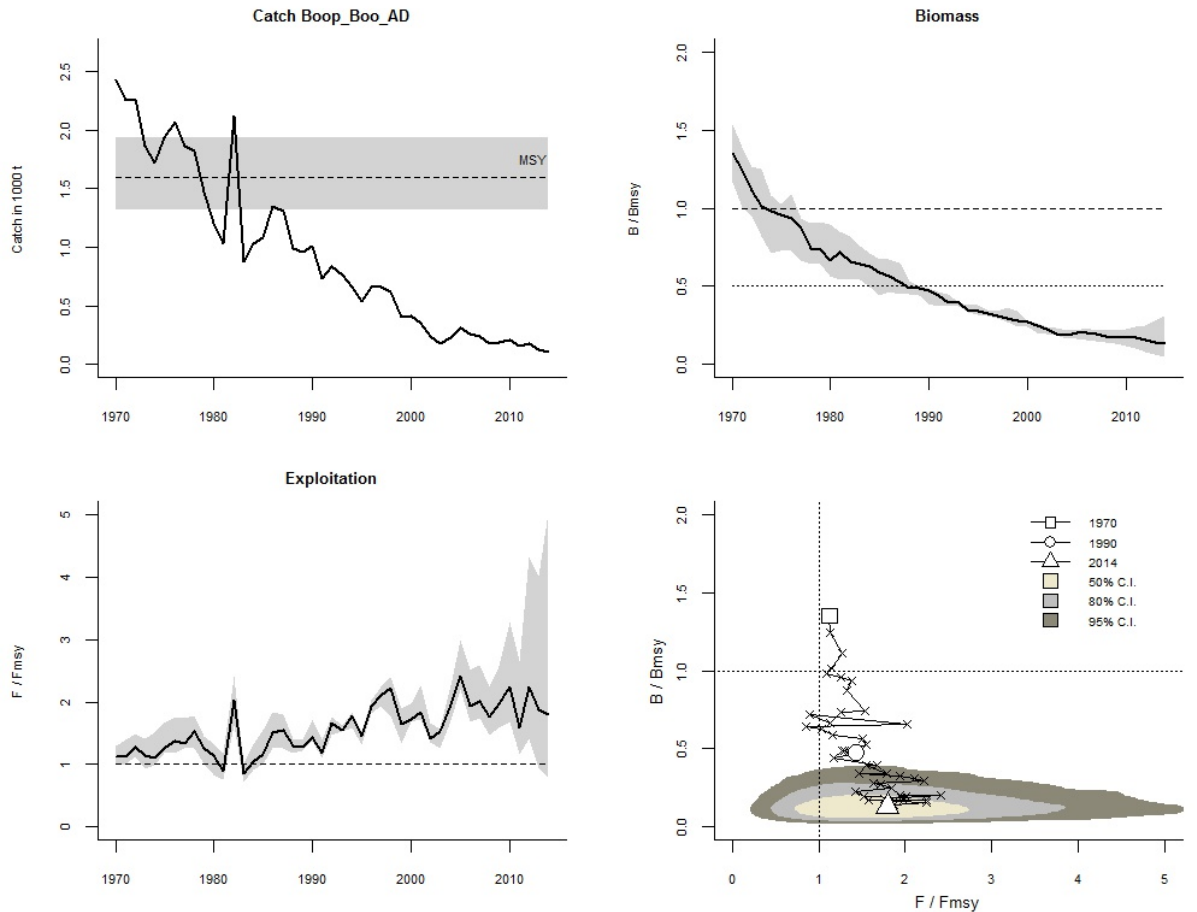 Catch Boop_Boo_AD
Catch in 1000 t
2.5
2.0
1.5
1.0
0.5
0.0
MSY
1970 1980 1990 2000 2010
Biomass
B / Bmsy
2.0
1.5
1.0
0.5
0.0
1970 1980 1990 2000 2010
Exploitation
F / Fmsy
5
4
3
2
1
0
1970 1980 1990 2000 2010
B / Bmsy
2.0
1.5
1.0
0.5
0.0
1970
1990
2014
50% C.I.
80% C.I.
95% C.I.
0 1 2 3 4 5
F / Fmsy